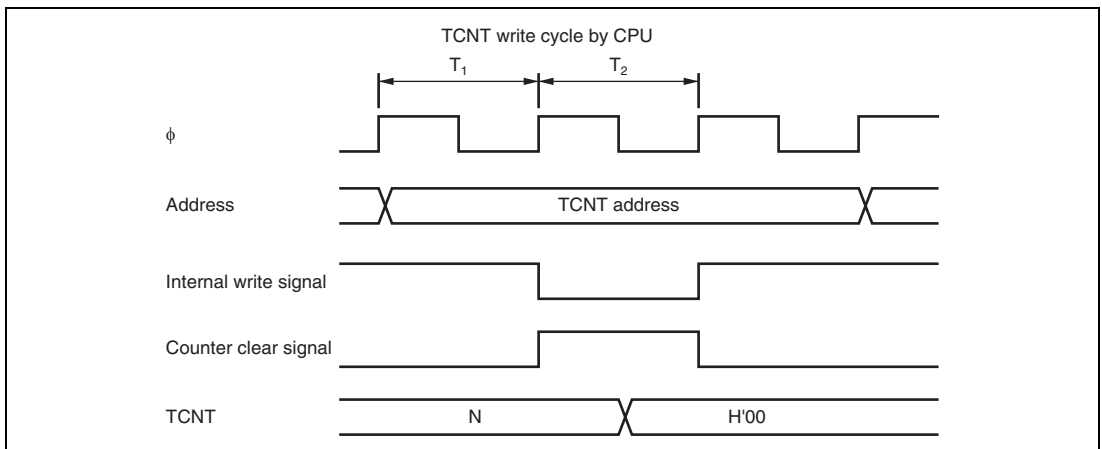 TCNT write cycle by CPU
T₁ T₂
ϕ
Address TCNT address
Internal write signal
Counter clear signal
TCNT N H'00